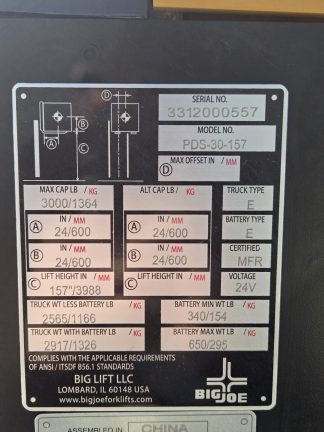 SERIAL NO.
3312000557
MODEL NO.
PDS-30-157
MAX OFFSET IN / MM
D
D
B
A
C
MAX CAP LB / KG
3000/1364
ALT CAP LB / KG
TRUCK TYPE
E
A IN / MM
24/600
A IN / MM
24/600
BATTERY TYPE
E
B IN / MM
24/600
B IN / MM
24/600
CERTIFIED
MFR
C LIFT HEIGHT IN / MM
157"/3988
C LIFT HEIGHT IN / MM
VOLTAGE
24V
TRUCK WT LESS BATTERY LB / KG
2565/1166
BATTERY MIN WT LB / KG
340/154
TRUCK WT WITH BATTERY LB / KG
2917/1326
BATTERY MAX WT LB / KG
650/295
COMPLIES WITH THE APPLICABLE REQUIREMENTS
OF ANSI / ITSDF B56.1 STANDARDS
BIG LIFT LLC
LOMBARD, IL 60148 USA
www.bigjoeforklifts.com
BIG JOE
ASSEMBLED IN CHINA